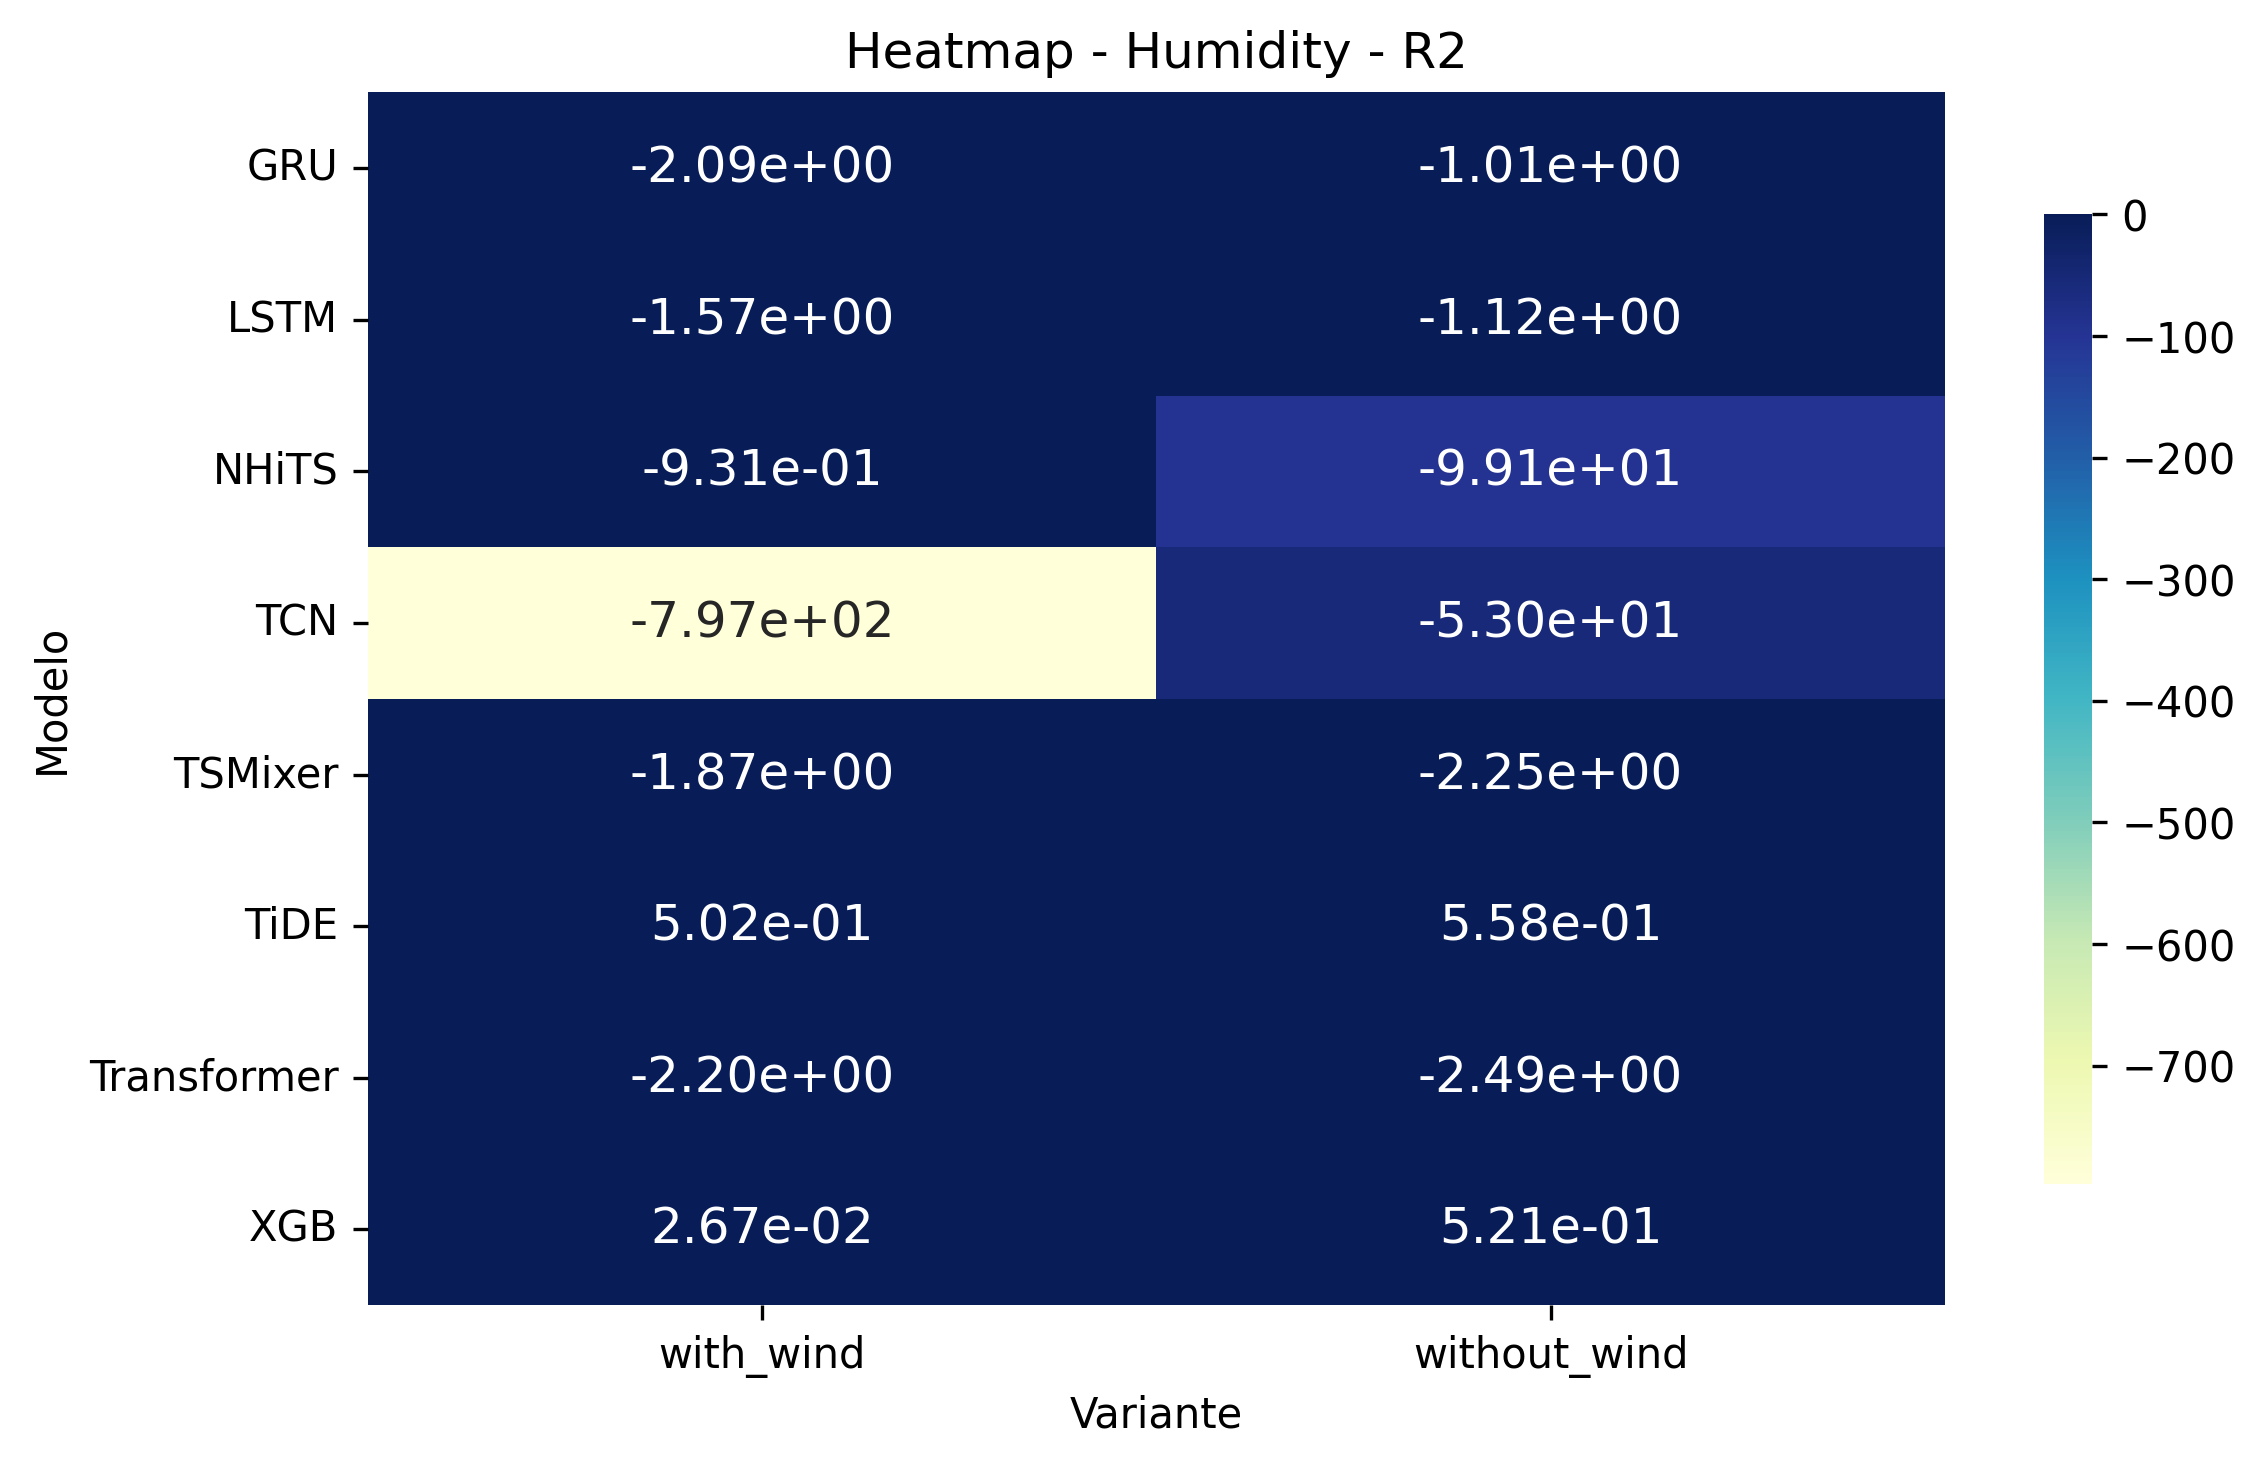 Heatmap - Humidity - R2
GRU -2.09e+00 -1.01e+00
LSTM -1.57e+00 -1.12e+00
NHiTS -9.31e-01 -9.91e+01
TCN -7.97e+02 -5.30e+01
TSMixer -1.87e+00 -2.25e+00
TiDE 5.02e-01 5.58e-01
Transformer -2.20e+00 -2.49e+00
XGB 2.67e-02 5.21e-01
with_wind without_wind
Variante
Modelo
0
−100
−200
−300
−400
−500
−600
−700